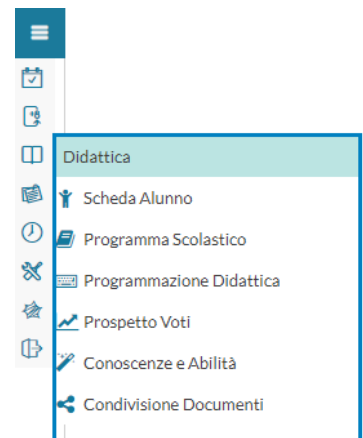 Didattica
Scheda Alunno
Programma Scolastico
Programmazione Didattica
Prospetto Voti
Conoscenze e Abilità
Condivisione Documenti